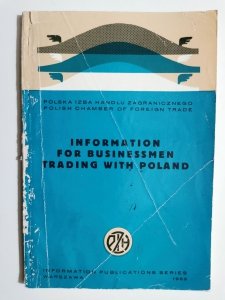 POLSKA IZBA HANDLU ZAGRANICZNEGO
POLISH CHAMBER OF FOREIGN TRADE
INFORMATION
FOR BUSINESSMEN
TRADING WITH POLAND
INFORMATION PUBLICATIONS SERIES
WARSZAWA